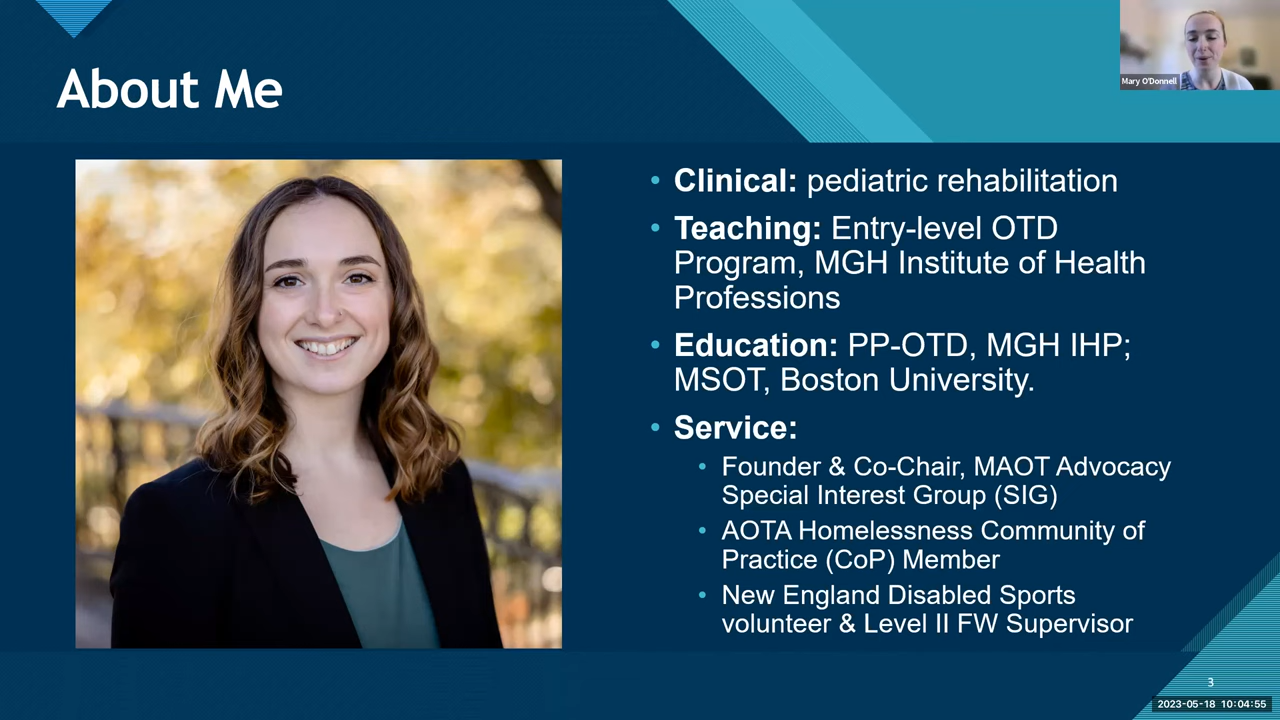 About Me
Mary O'Donnell
• Clinical: pediatric rehabilitation
• Teaching: Entry-level OTD
Program, MGH Institute of Health
Professions
• Education: PP-OTD, MGH IHP;
MSOT, Boston University.
• Service:
• Founder & Co-Chair, MAOT Advocacy
Special Interest Group (SIG)
• AOTA Homelessness Community of
Practice (CoP) Member
• New England Disabled Sports
volunteer & Level II FW Supervisor
3
2023-05-18 10:04:55